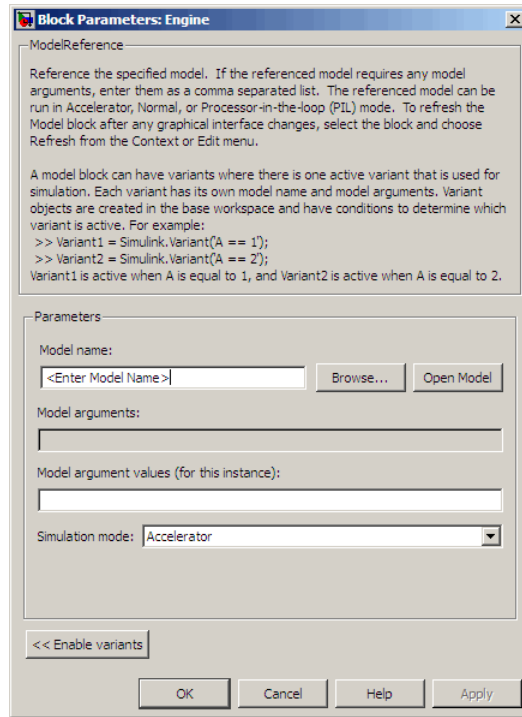 Block Parameters: Engine
ModelReference
Reference the specified model. If the referenced model requires any model
arguments, enter them as a comma separated list. The referenced model can be
run in Accelerator, Normal, or Processor-in-the-loop (PIL) mode. To refresh the
Model block after any graphical interface changes, select the block and choose
Refresh from the Context or Edit menu.
A model block can have variants where there is one active variant that is used for
simulation. Each variant has its own model name and model arguments. Variant
objects are created in the base workspace and have conditions to determine which
variant is active. For example:
>> Variant1 = Simulink.Variant('A == 1');
>> Variant2 = Simulink.Variant('A == 2');
Variant1 is active when A is equal to 1, and Variant2 is active when A is equal to 2.
Parameters
Model name:
<Enter Model Name> Browse... Open Model
Model arguments:
Model argument values (for this instance):
Simulation mode: Accelerator
<< Enable variants
OK Cancel Help Apply